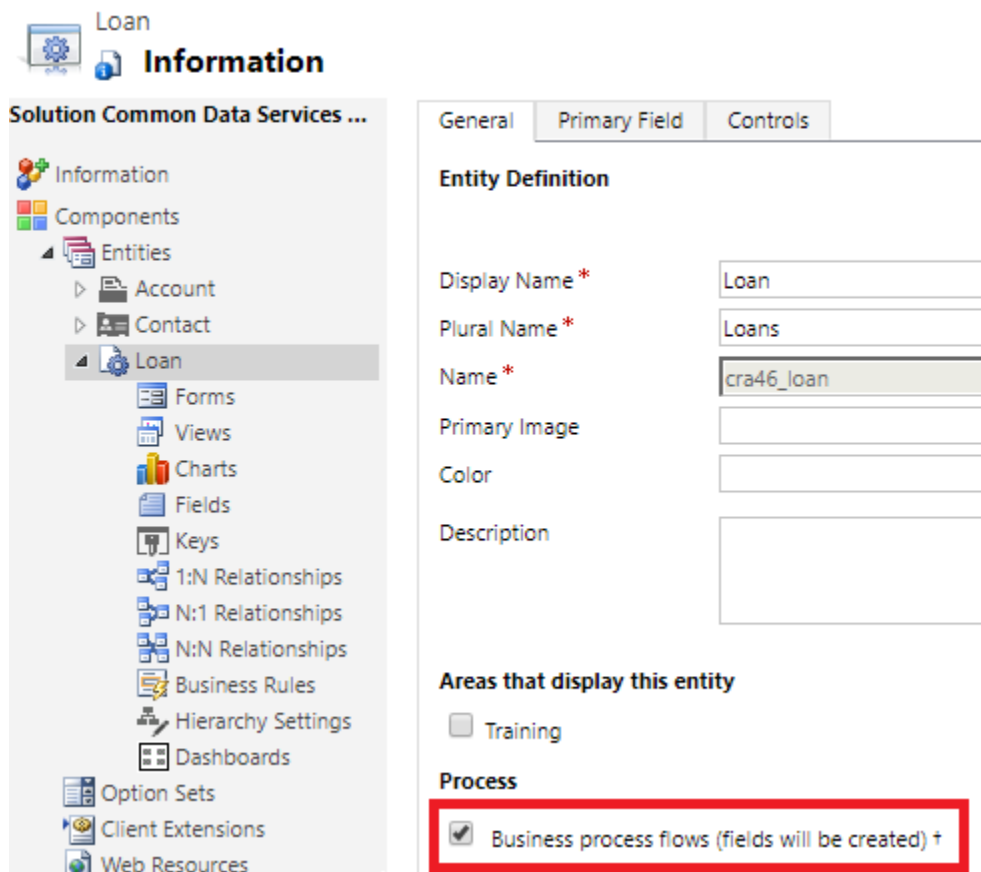 Loan
Information
Solution Common Data Services ...
Information
Components
Entities
Account
Contact
Loan
Forms
Views
Charts
Fields
Keys
1:N Relationships
N:1 Relationships
N:N Relationships
Business Rules
Hierarchy Settings
Dashboards
Option Sets
Client Extensions
Web Resources
General Primary Field Controls
Entity Definition
Display Name* Loan
Plural Name* Loans
Name* cra46_loan
Primary Image
Color
Description
Areas that display this entity
Training
Process
Business process flows (fields will be created) †